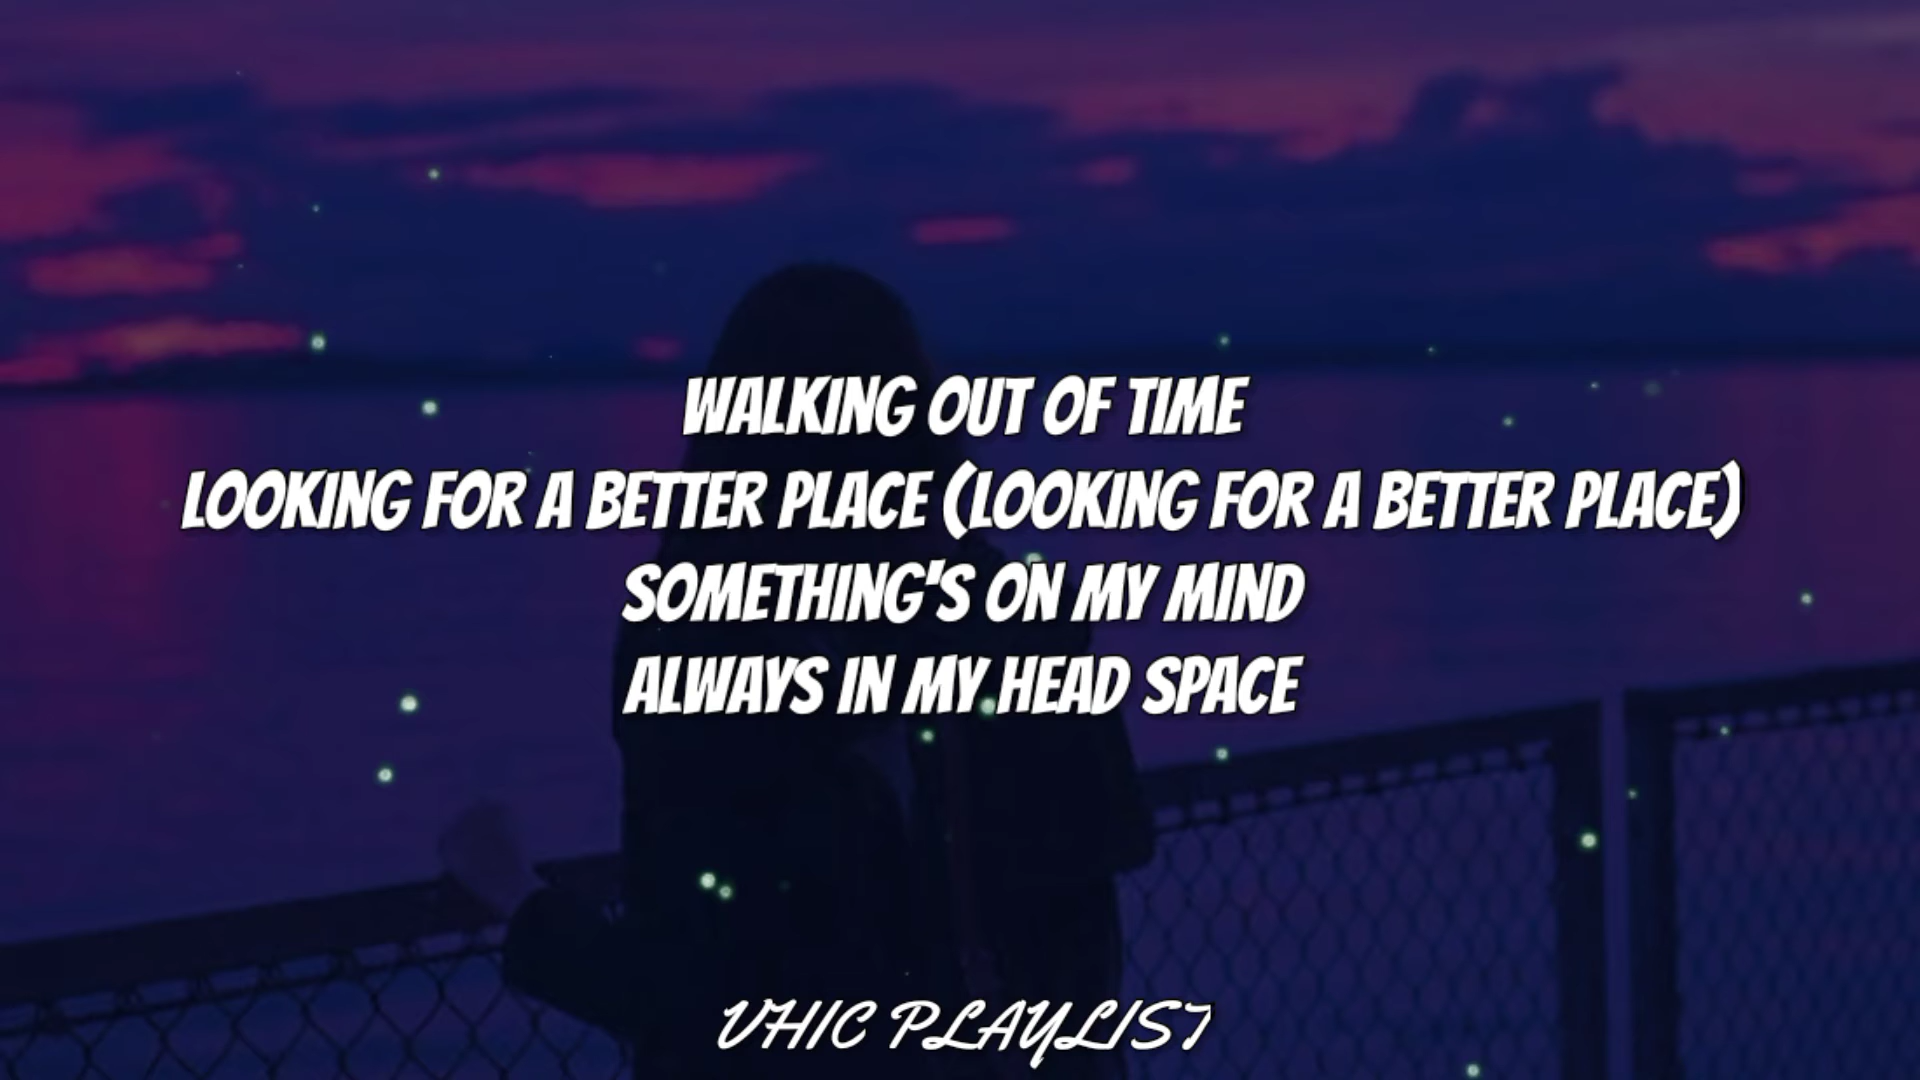 WALKING OUT OF TIME
LOOKING FOR A BETTER PLACE (LOOKING FOR A BETTER PLACE)
SOMETHING'S ON MY MIND
ALWAYS IN MY HEAD SPACE
VHIC PLAYLIST